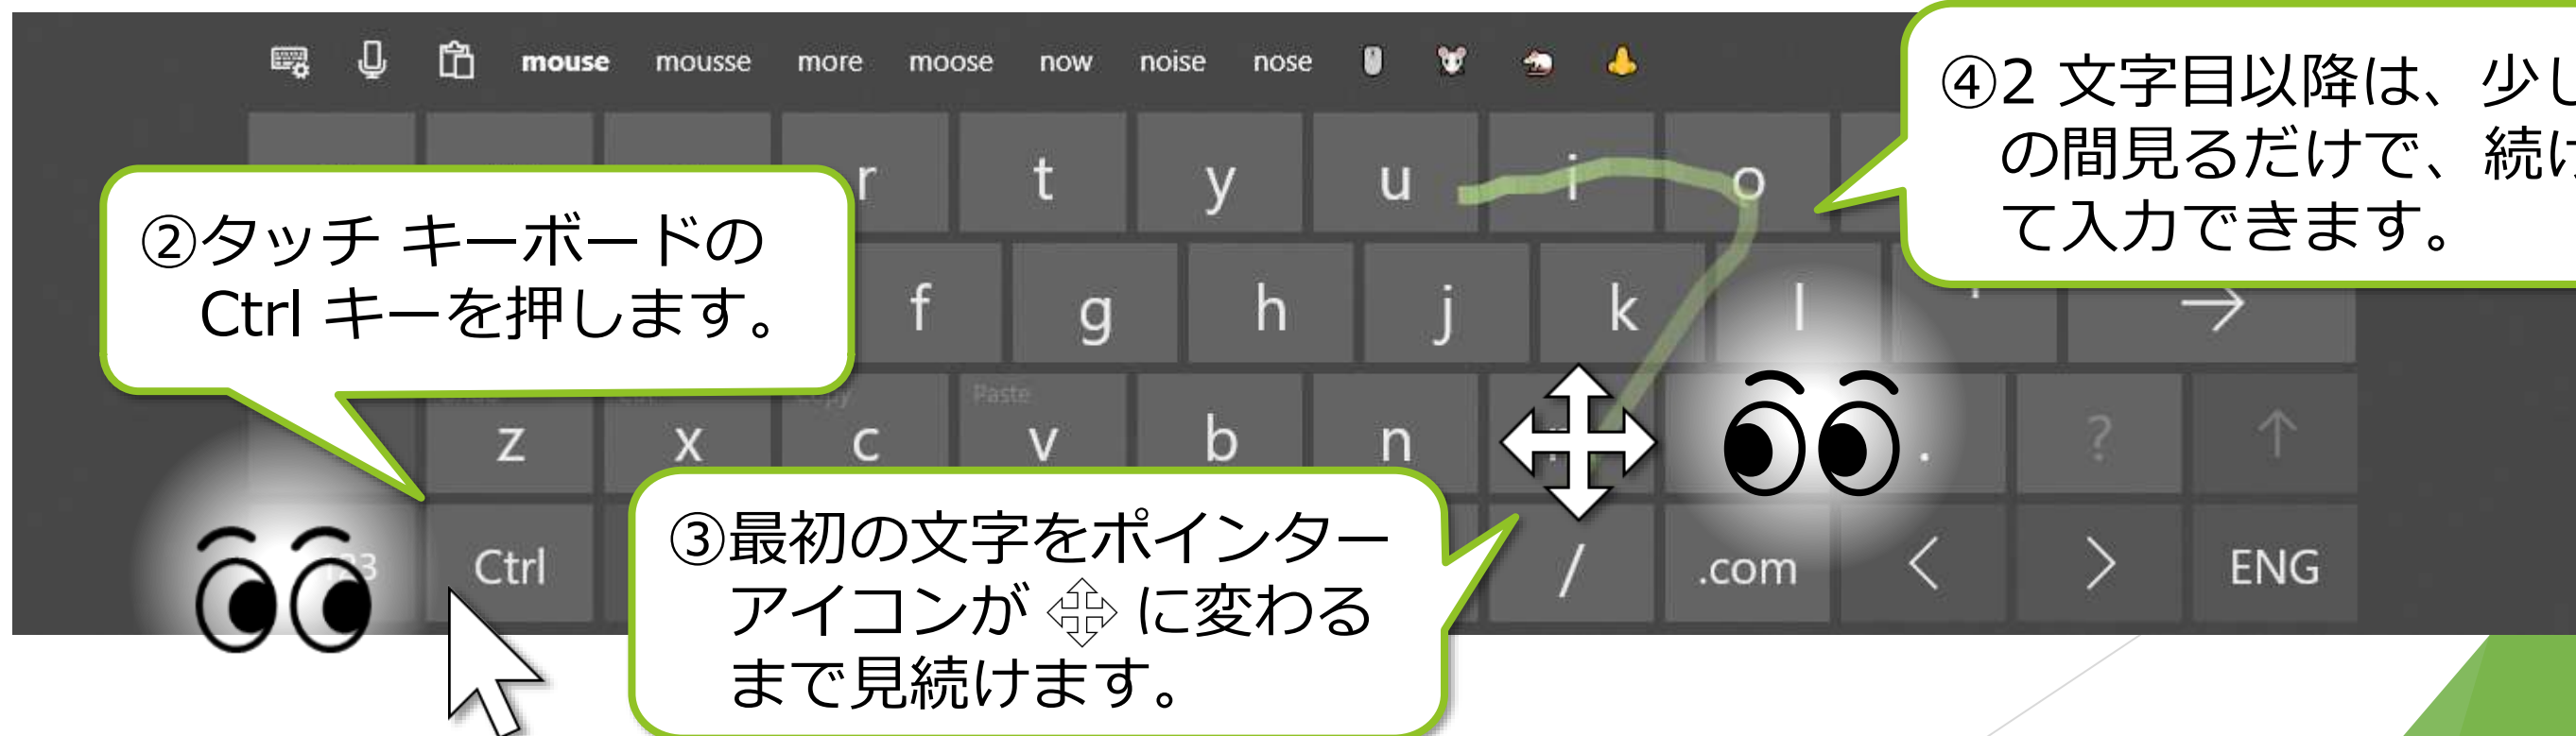 mouse mousse more moose now noise nose
④2 文字目以降は、少し
の間見るだけで、続け
て入力できます。
r t y u i o
②タッチ キーボードの
Ctrl キーを押します。
f g h j k l ' →
Paste
z x c v b n . ? ↑
③最初の文字をポインター
アイコンが に変わる
まで見続けます。
Ctrl / .com < > ENG